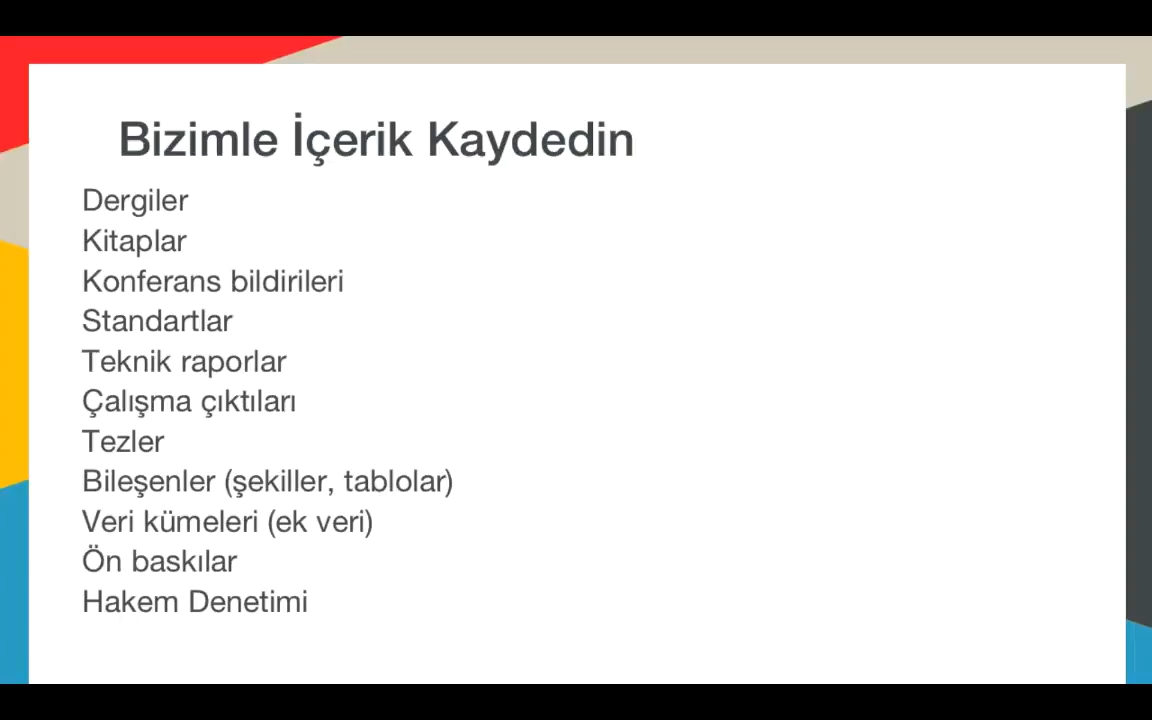 Bizimle İçerik Kaydedin
Dergiler
Kitaplar
Konferans bildirileri
Standartlar
Teknik raporlar
Çalışma çıktıları
Tezler
Bileşenler (şekiller, tablolar)
Veri kümeleri (ek veri)
Ön baskılar
Hakem Denetimi